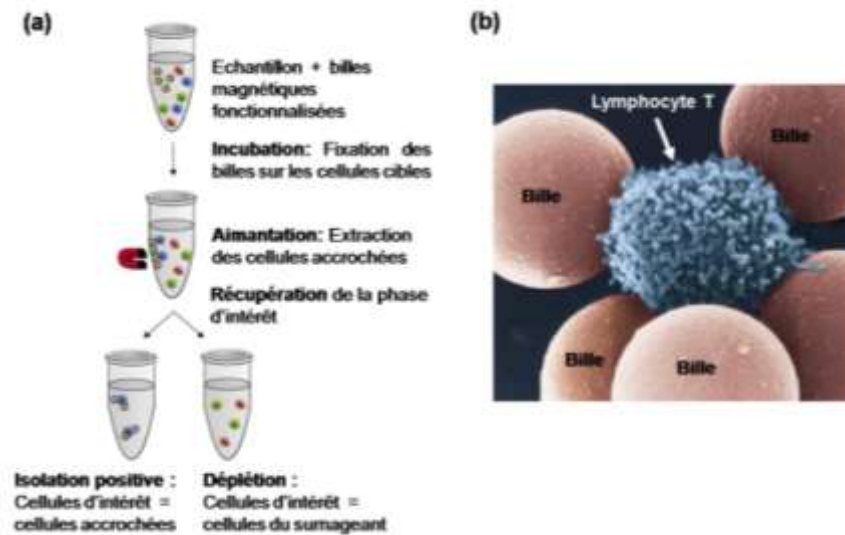 (a)
Echantillon + billes
magnétiques
fonctionnalisées
Incubation: Fixation des
billes sur les cellules cibles
Aimantation: Extraction
des cellules accrochées
Récupération de la phase
d'intérêt
Isolation positive :
Cellules d'intérêt =
cellules accrochées
Déplétion :
Cellules d'intérêt =
cellules du surnageant
(b)
Lymphocyte T
Bille
Bille
Bille
Bille